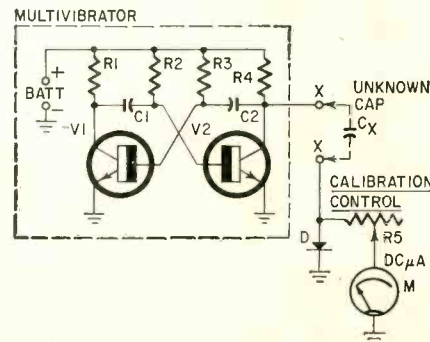 MULTIVIBRATOR
+
BATT
-
R1
R2
R3
R4
C1
C2
V1
V2
X
UNKNOWN
CAP
CX
X
CALIBRATION
CONTROL
D
R5
DCμA
M